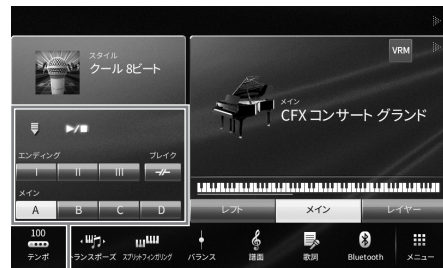 スタイル
クール 8ビート
VRM
メイン
CFX コンサート グランド
エンディング
ブレイク
I
II
III
メイン
A
B
C
D
レフト
メイン
レイヤー
100
テンポ
トランスポーズ
スプリットフィンガリング
バランス
譜面
歌詞
Bluetooth
メニュー